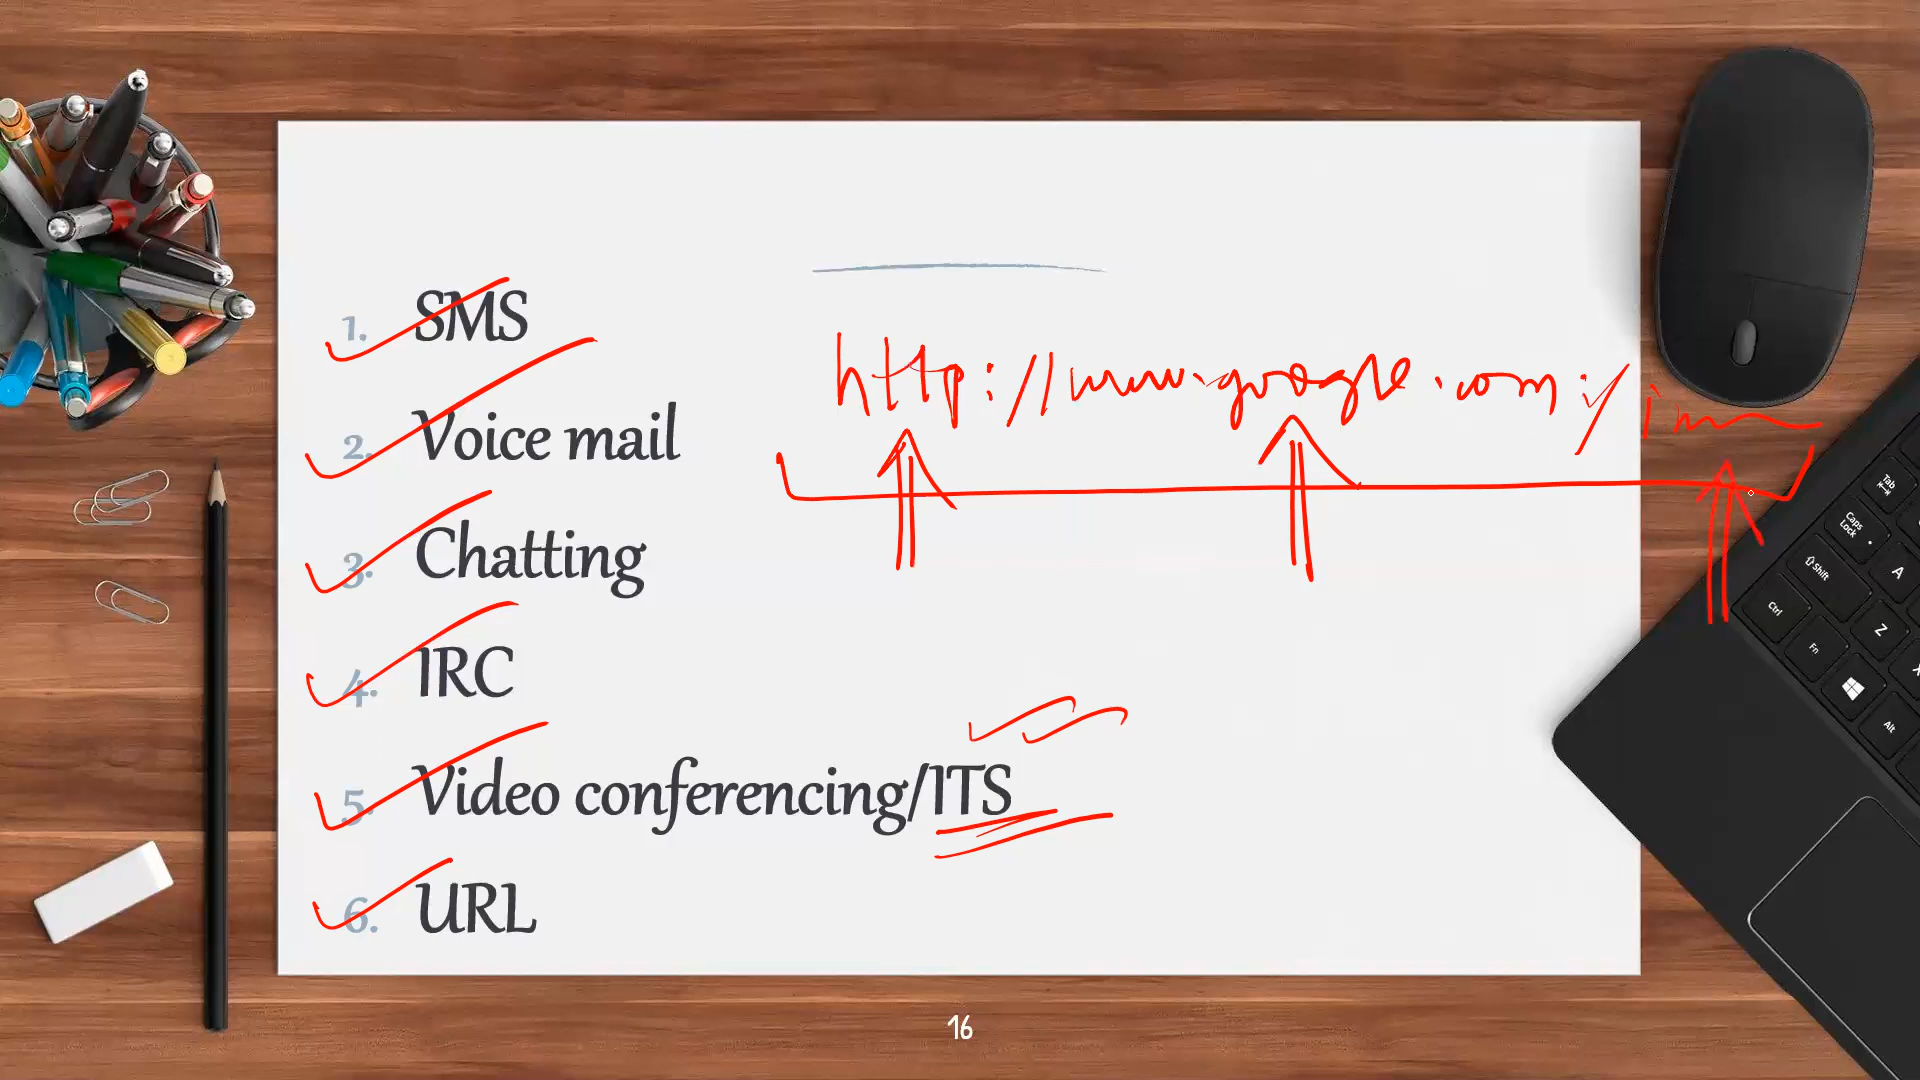 1. SMS
http://www.google.com:/im
2. Voice mail
3. Chatting
4. IRC
5. Video conferencing/ITS
6. URL
16
Tab
Caps Lock
Shift
A
Ctrl
Z
Fn
Alt